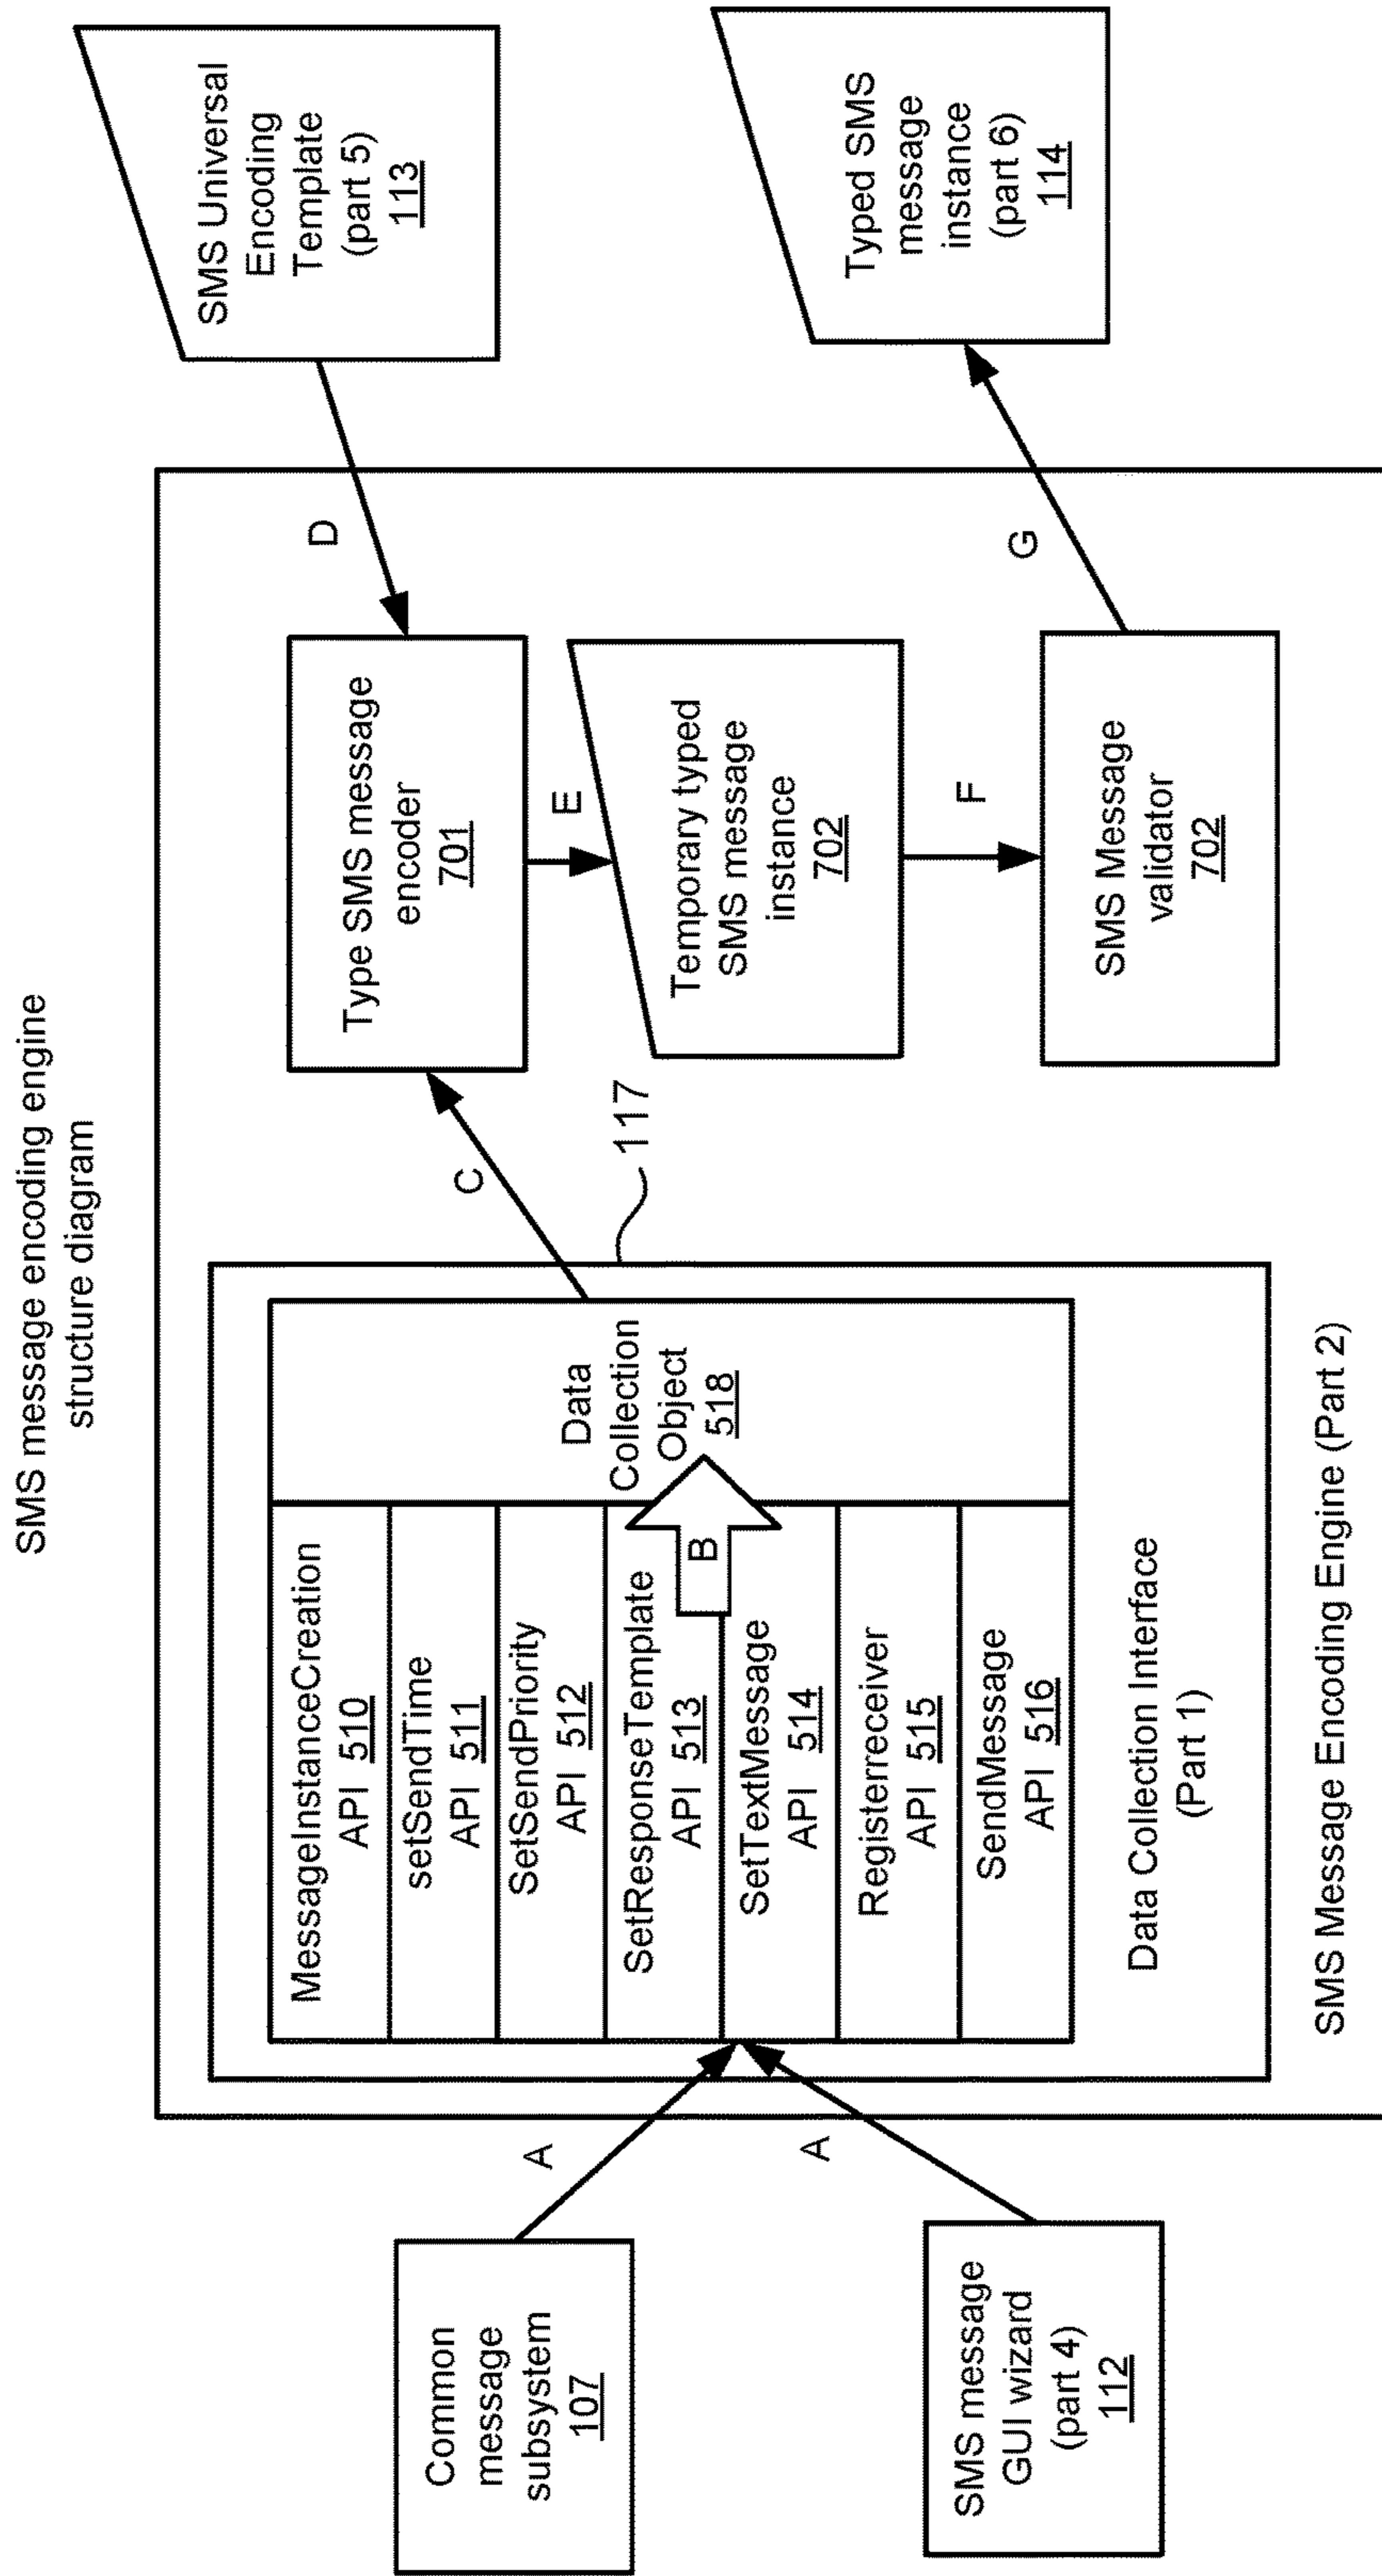 SMS message encoding engine
structure diagram
Common
message
subsystem
107
SMS message
GUI wizard
(part 4)
112
A
A
MessageInstanceCreation
API 510
setSendTime
API 511
SetSendPriority
API 512
SetResponseTemplate
API 513
SetTextMessage
API 514
Registerreceiver
API 515
SendMessage
API 516
B
Data
Collection
Object
518
Data Collection Interface
(Part 1)
117
SMS Message Encoding Engine (Part 2)
C
Type SMS message
encoder
701
D
E
Temporary typed
SMS message
instance
702
F
SMS Message
validator
702
G
SMS Universal
Encoding
Template
(part 5)
113
Typed SMS
message
instance
(part 6)
114